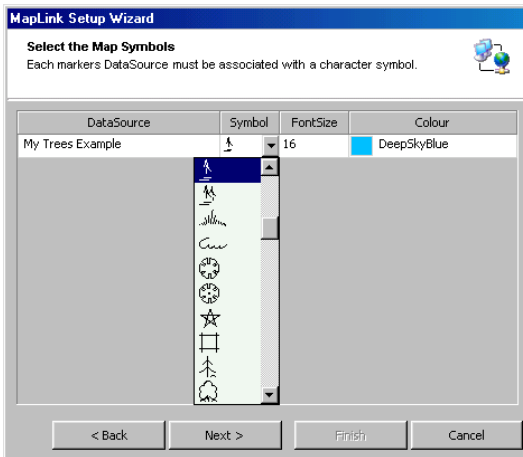 MapLink Setup Wizard
Select the Map Symbols
Each markers DataSource must be associated with a character symbol.
DataSource Symbol FontSize Colour
My Trees Example 16 DeepSkyBlue
< Back Next > Finish Cancel